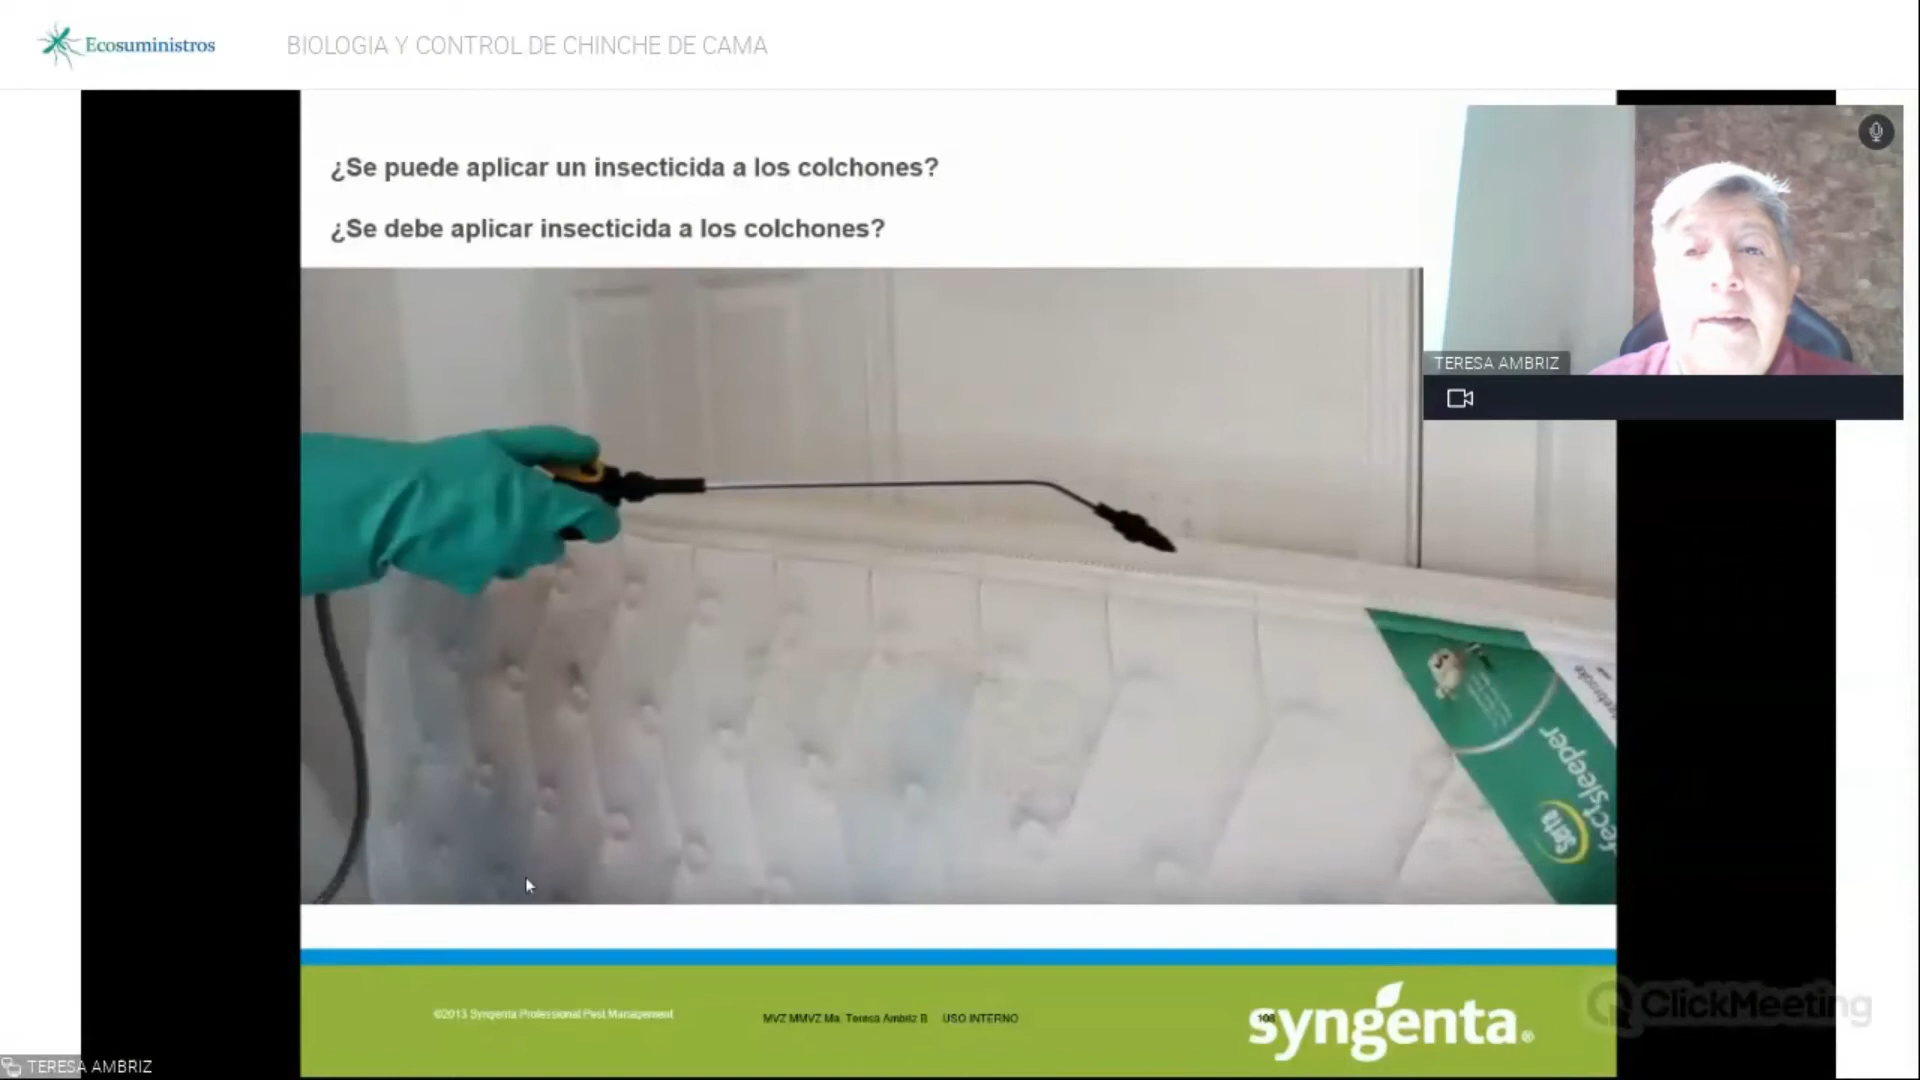 Ecosuministros
BIOLOGIA Y CONTROL DE CHINCHE DE CAMA
¿Se puede aplicar un insecticida a los colchones?
¿Se debe aplicar insecticida a los colchones?
TERESA AMBRIZ
Serta
©2013 Syngenta Professional Pest Management
MVZ MMVZ Ma. Teresa Ambriz B USO INTERNO
108
syngenta®
ClickMeeting
TERESA AMBRIZ